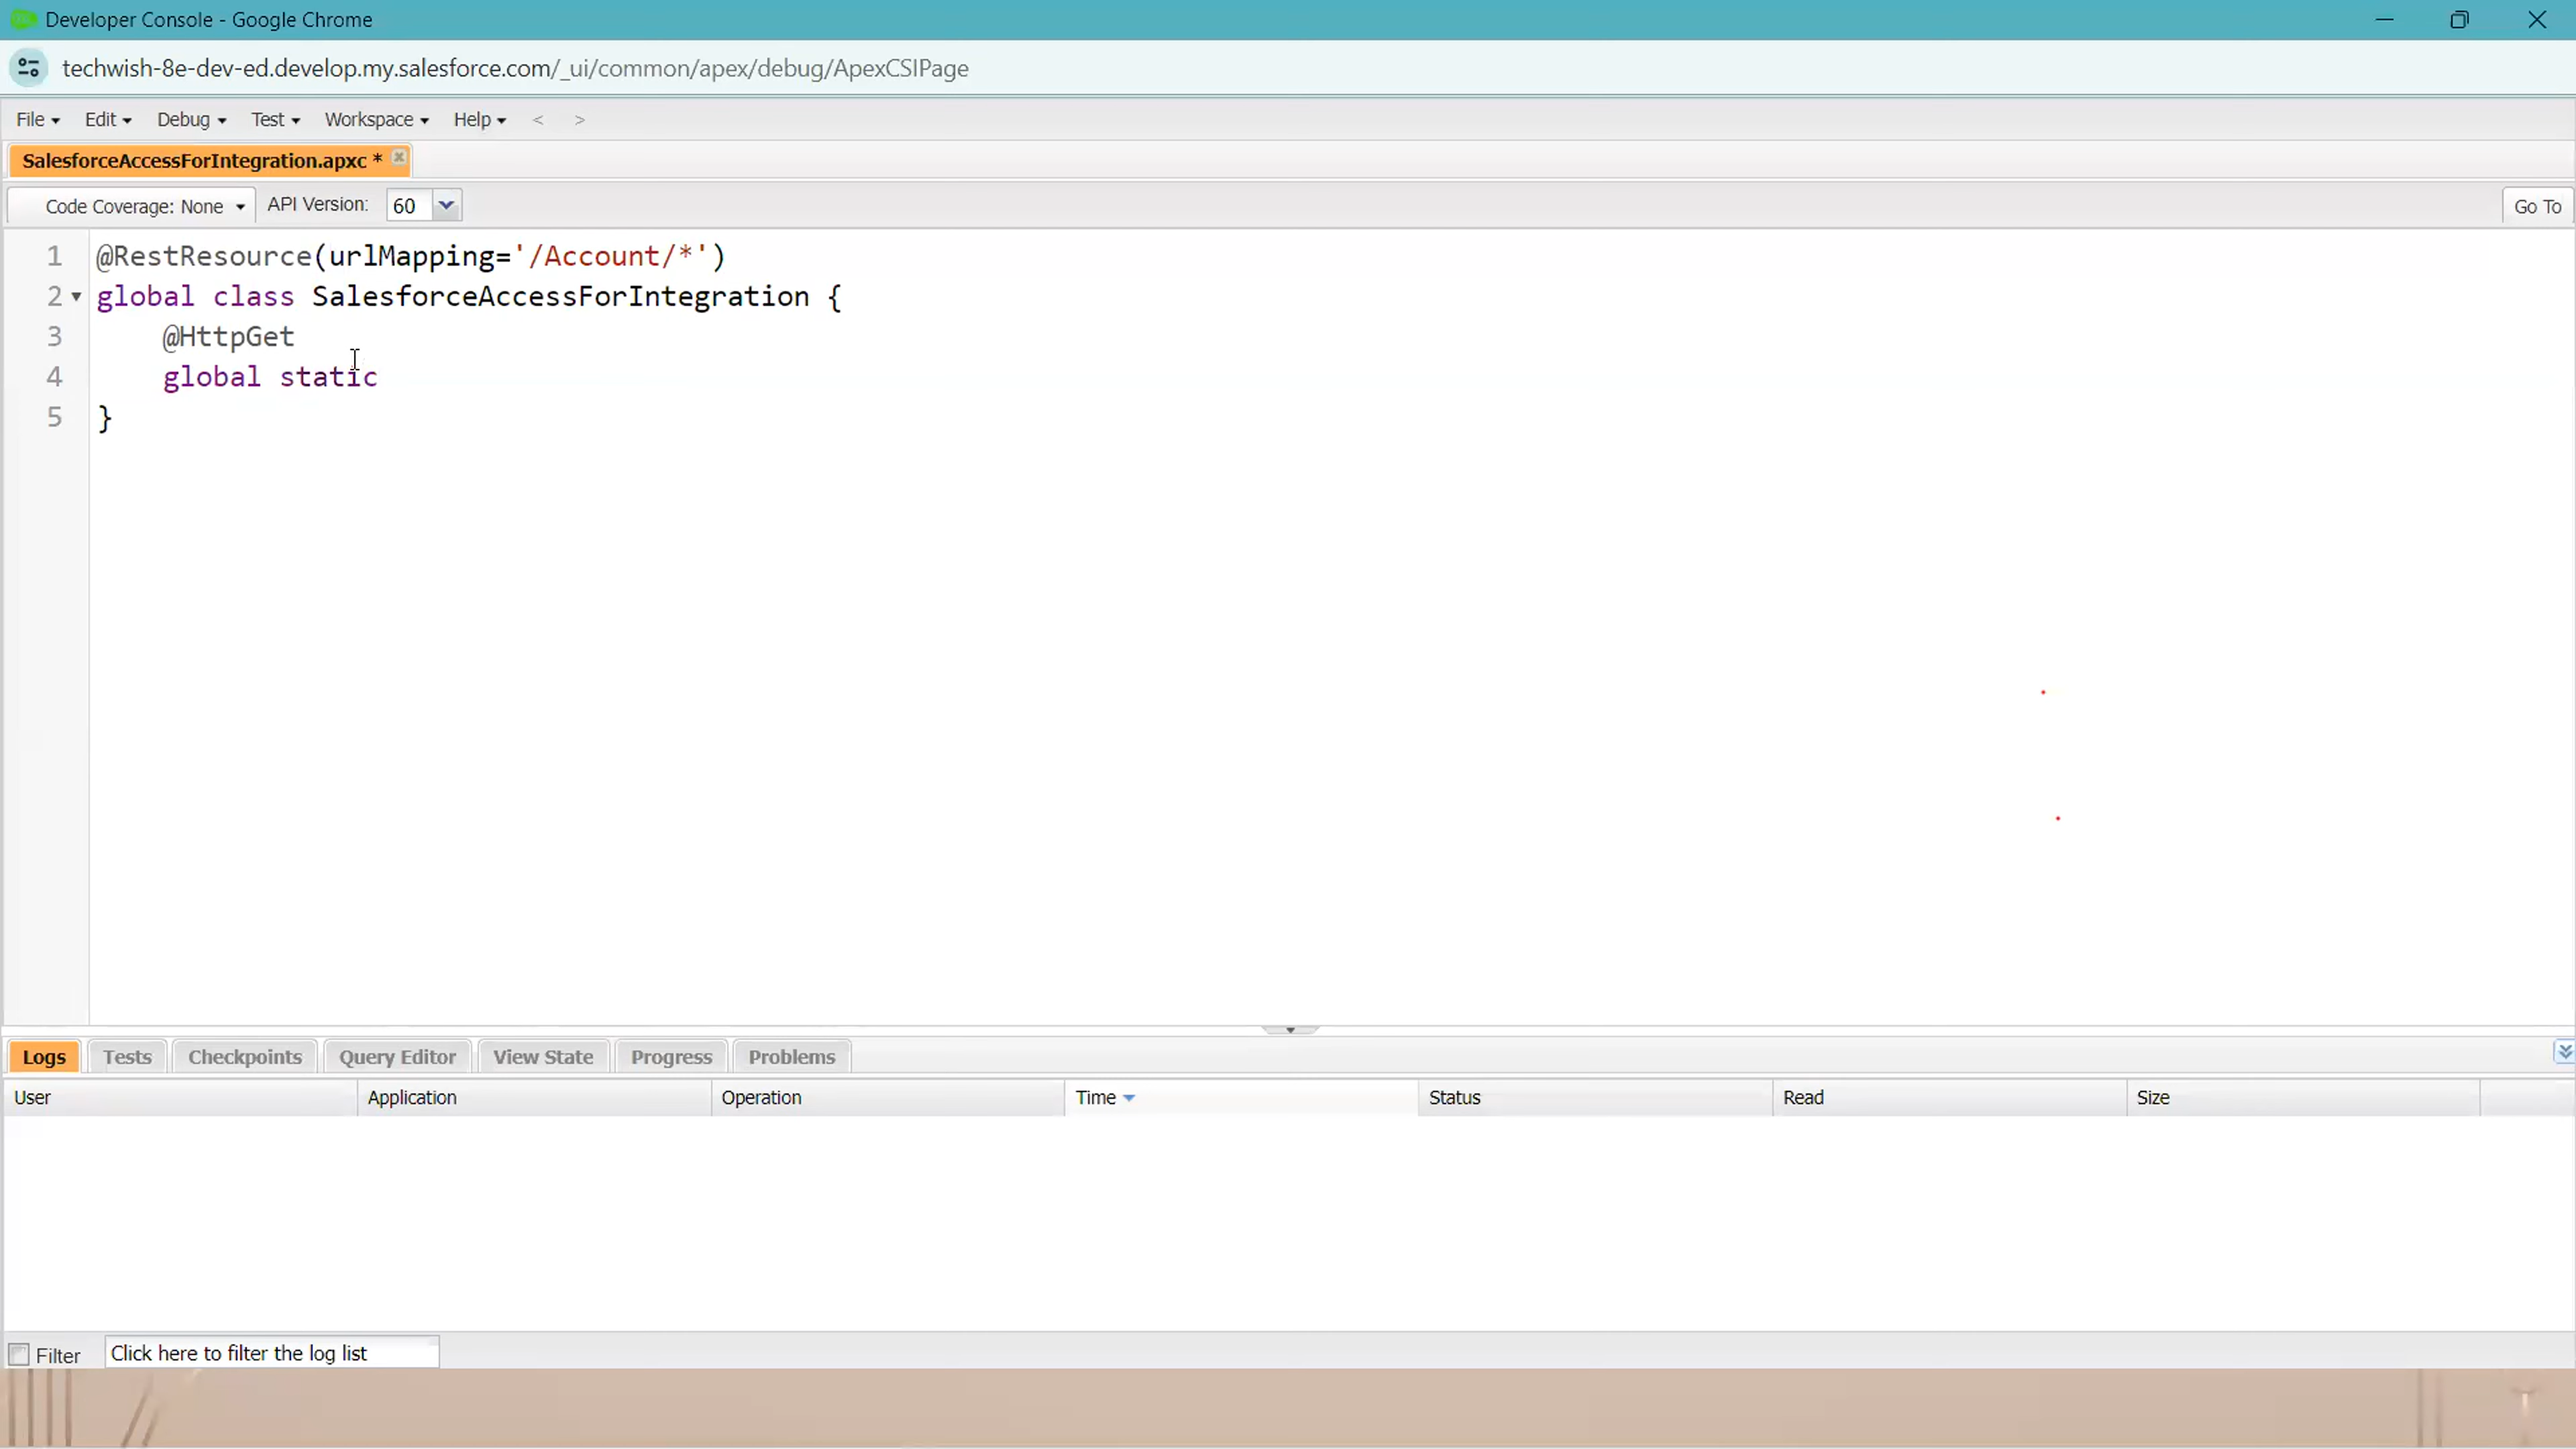 Developer Console - Google Chrome
techwish-8e-dev-ed.develop.my.salesforce.com/_ui/common/apex/debug/ApexCSIPage
File Edit Debug Test Workspace Help < >
SalesforceAccessForIntegration.apxc *
Code Coverage: None API Version: 60 Go To
1 @RestResource(urlMapping='/Account/*')
2 global class SalesforceAccessForIntegration {
3 @HttpGet
4 global static
5 }
Logs Tests Checkpoints Query Editor View State Progress Problems
User Application Operation Time Status Read Size
Filter Click here to filter the log list